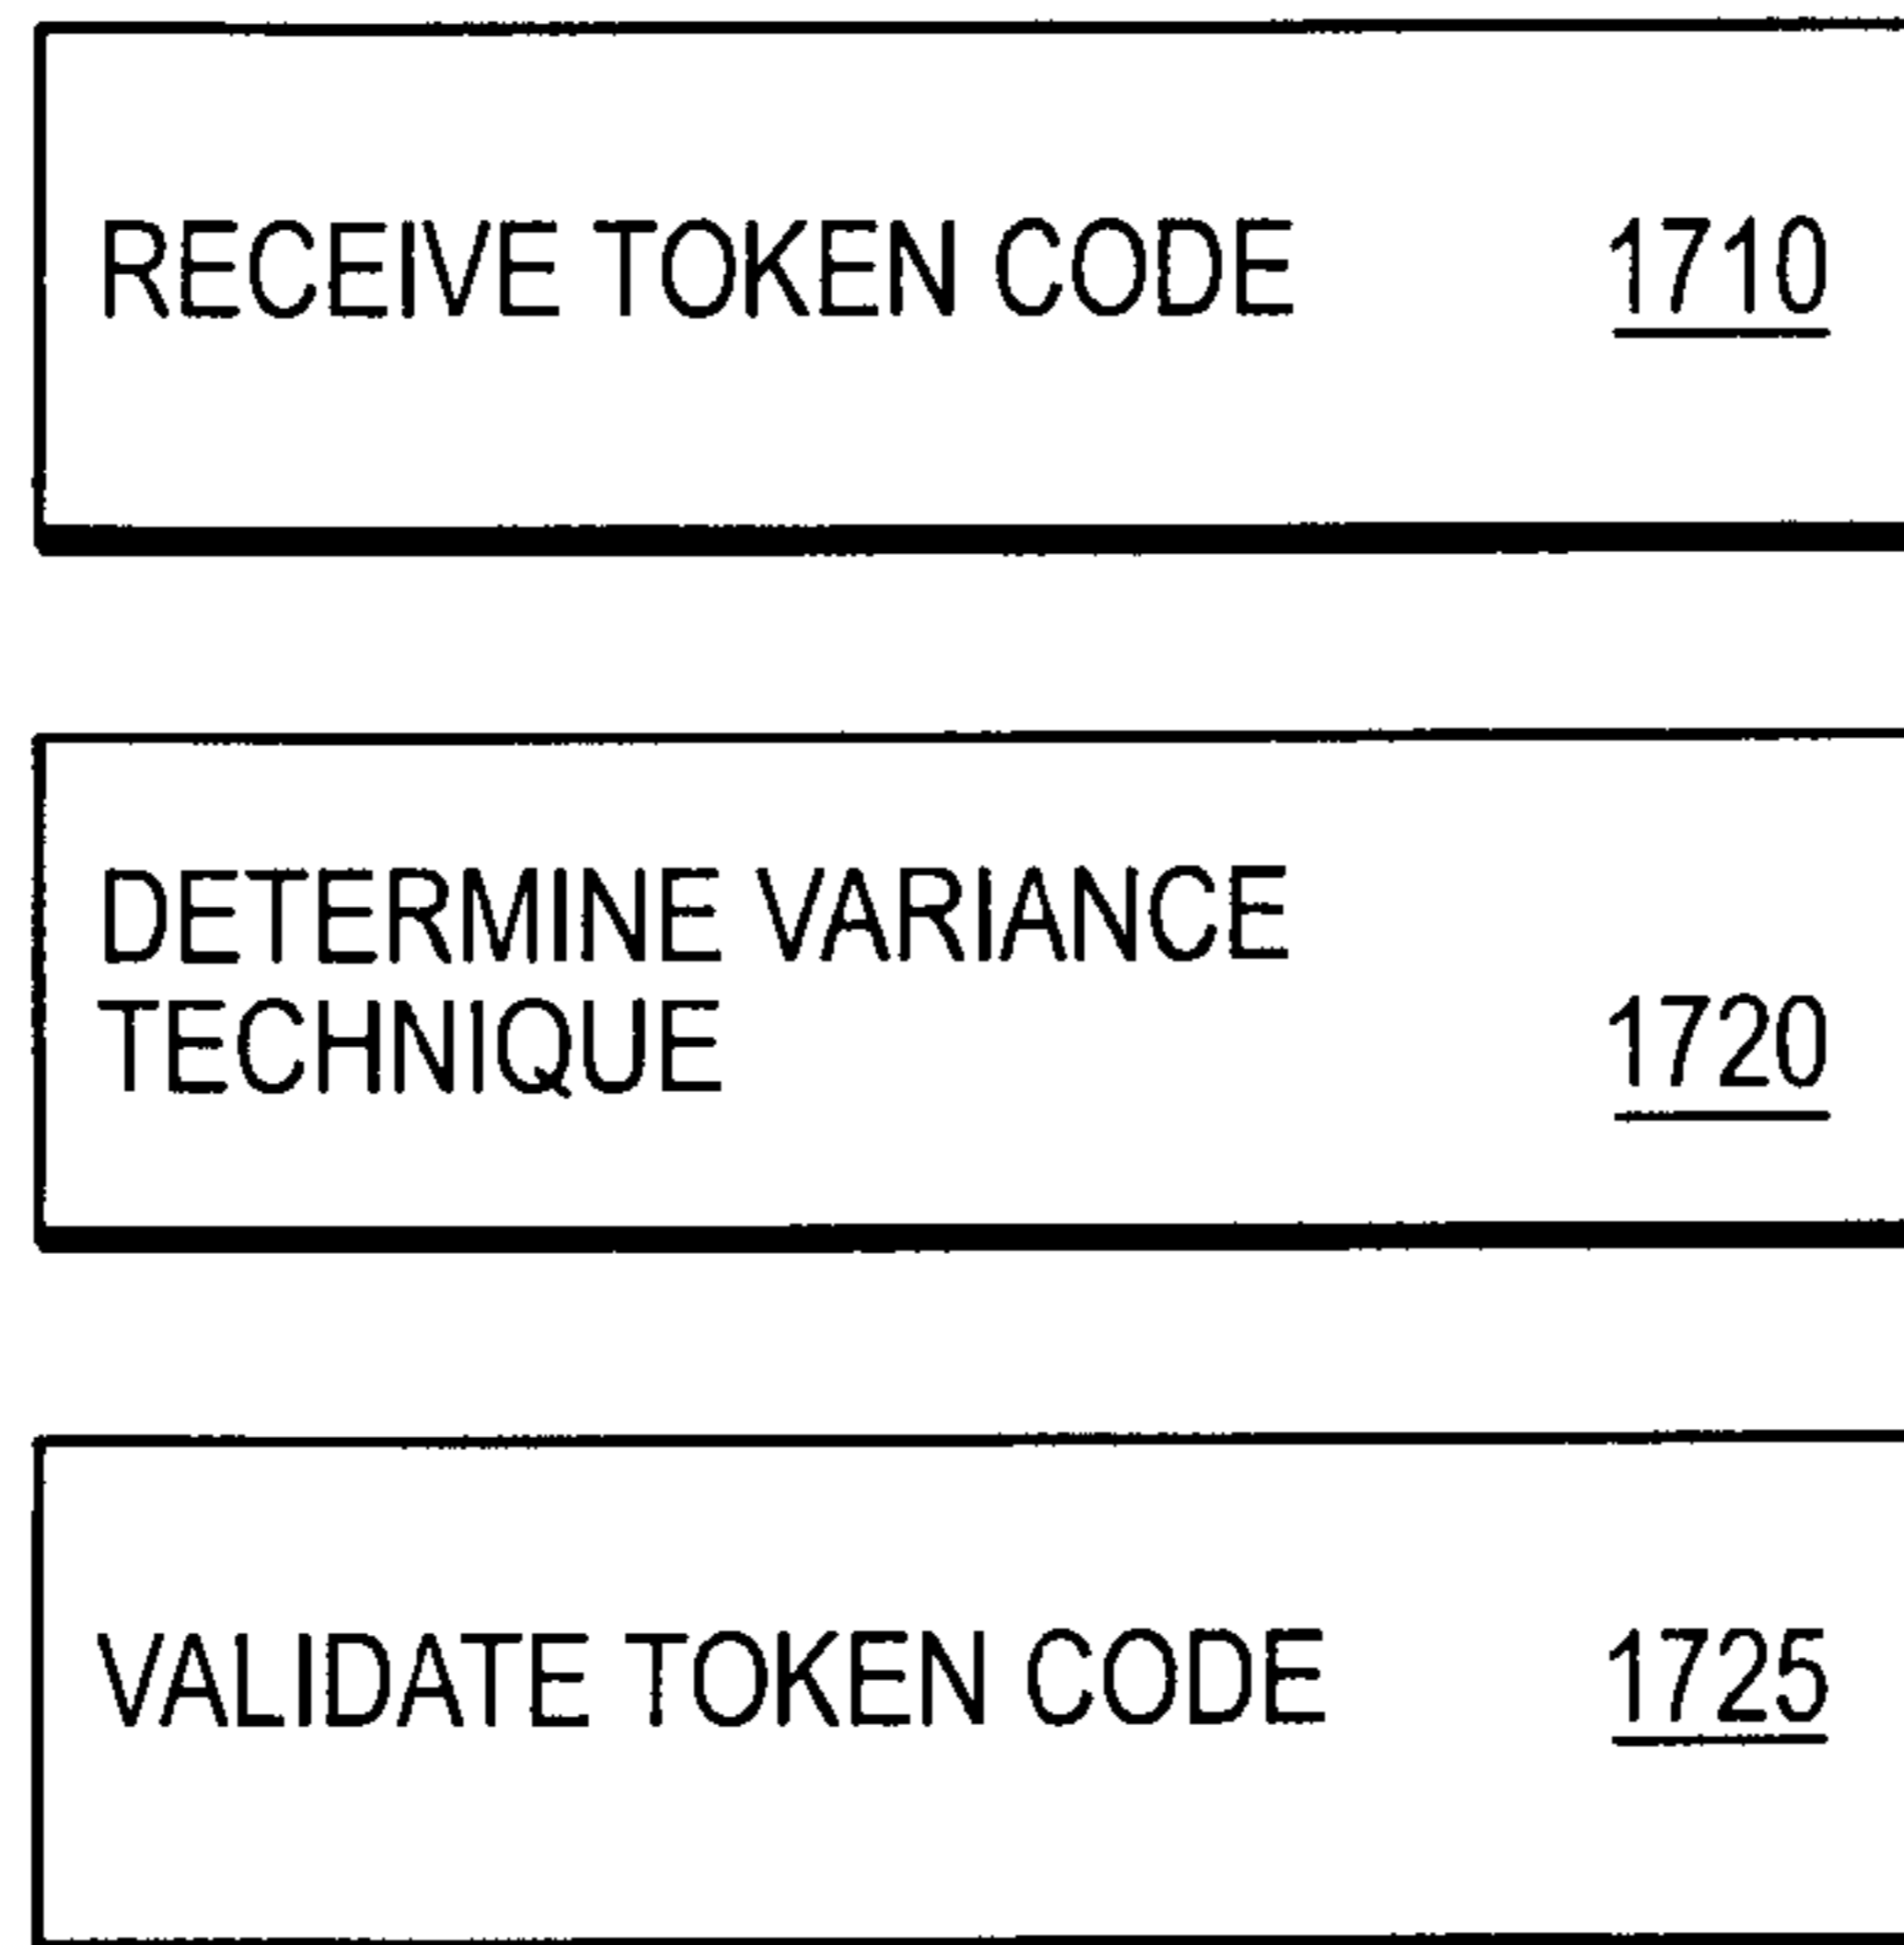 RECEIVE TOKEN CODE 1710
DETERMINE VARIANCE
TECHNIQUE 1720
VALIDATE TOKEN CODE 1725